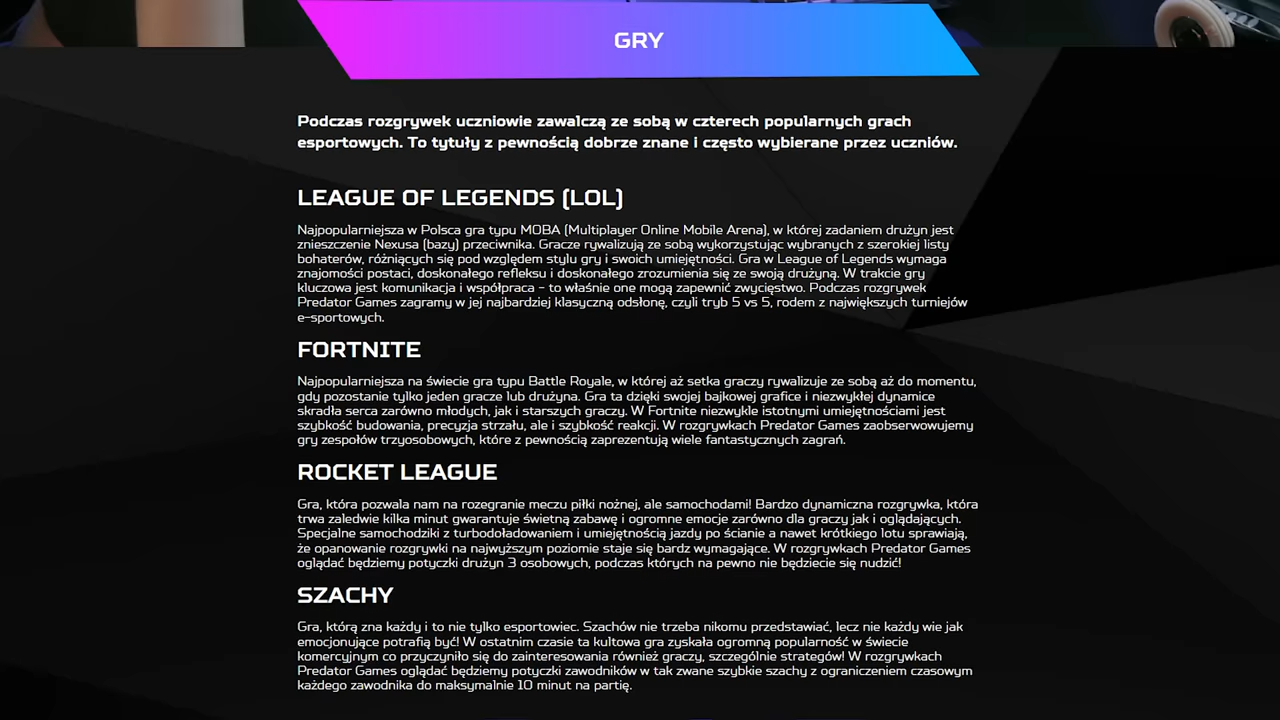 GRY
Podczas rozgrywek uczniowie zawalczą ze sobą w czterech popularnych grach
esportowych. To tytuły z pewnością dobrze znane i często wybierane przez uczniów.
LEAGUE OF LEGENDS (LOL)
Najpopularniejsza w Polsca gra typu MOBA (Multiplayer Online Mobile Arena), w której zadaniem drużyn jest
znieszczenie Nexusa (bazy) przeciwnika. Gracze rywalizują ze sobą wykorzystując wybranych z szerokiej listy
bohaterów, różniących się pod względem stylu gry i swoich umiejętności. Gra w League of Legends wymaga
znajomości postaci, doskonałego refleksu i doskonałego zrozumienia się ze swoją drużyną. W trakcie gry
kluczowa jest komunikacja i współpraca - to właśnie one mogą zapewnić zwycięstwo. Podczas rozgrywek
Predator Games zagramy w jej najbardziej klasyczną odsłonę, czyli tryb 5 vs 5, rodem z największych turniejów
e-sportowych.
FORTNITE
Najpopularniejsza na świecie gra typu Battle Royale, w której aż setka graczy rywalizuje ze sobą aż do momentu,
gdy pozostanie tylko jeden gracze lub drużyna. Gra ta dzięki swojej bajkowej grafice i niezwykłej dynamice
skradła serca zarówno młodych, jak i starszych graczy. W Fortnite niezwykle istotnymi umiejętnościami jest
szybkość budowania, precyzja strzału, ale i szybkość reakcji. W rozgrywkach Predator Games zaobserwowujemy
gry zespołów trzyosobowych, które z pewnością zaprezentują wiele fantastycznych zagrań.
ROCKET LEAGUE
Gra, która pozwala nam na rozegranie meczu piłki nożnej, ale samochodami! Bardzo dynamiczna rozgrywka, która
trwa zaledwie kilka minut gwarantuje świetną zabawę i ogromne emocje zarówno dla graczy jak i oglądających.
Specjalne samochodziki z turbodoładowaniem i umiejętnością jazdy po ścianie a nawet krótkiego lotu sprawiają,
że opanowanie rozgrywki na najwyższym poziomie staje się bardz wymagające. W rozgrywkach Predator Games
oglądać będziemy potyczki drużyn 3 osobowych, podczas których na pewno nie będziecie się nudzić!
SZACHY
Gra, którą zna każdy i to nie tylko esportowiec. Szachów nie trzeba nikomu przedstawiać, lecz nie każdy wie jak
emocjonujące potrafią być! W ostatnim czasie ta kultowa gra zyskała ogromną popularność w świecie
komercyjnym co przyczyniło się do zainteresowania również graczy, szczególnie strategów! W rozgrywkach
Predator Games oglądać będziemy potyczki zawodników w tak zwane szybkie szachy z ograniczeniem czasowym
każdego zawodnika do maksymalnie 10 minut na partię.